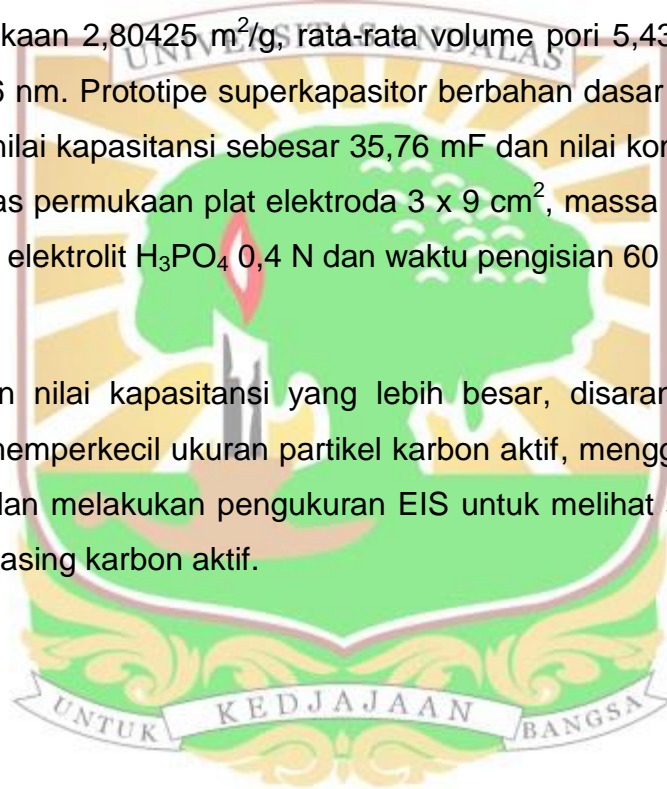 kaan 2,80425 m²/g, rata-rata volume pori 5,43
UNIVERSITAS ANDALAS
6 nm. Prototipe superkapasitor berbahan dasar
nilai kapasitansi sebesar 35,76 mF dan nilai kon
as permukaan plat elektroda 3 x 9 cm², massa
elektrolit H₃PO₄ 0,4 N dan waktu pengisian 60
n nilai kapasitansi yang lebih besar, disaran
memperkecil ukuran partikel karbon aktif, mengg
dan melakukan pengukuran EIS untuk melihat
asing karbon aktif.
UNTUK KEDJAJAAN BANGSA